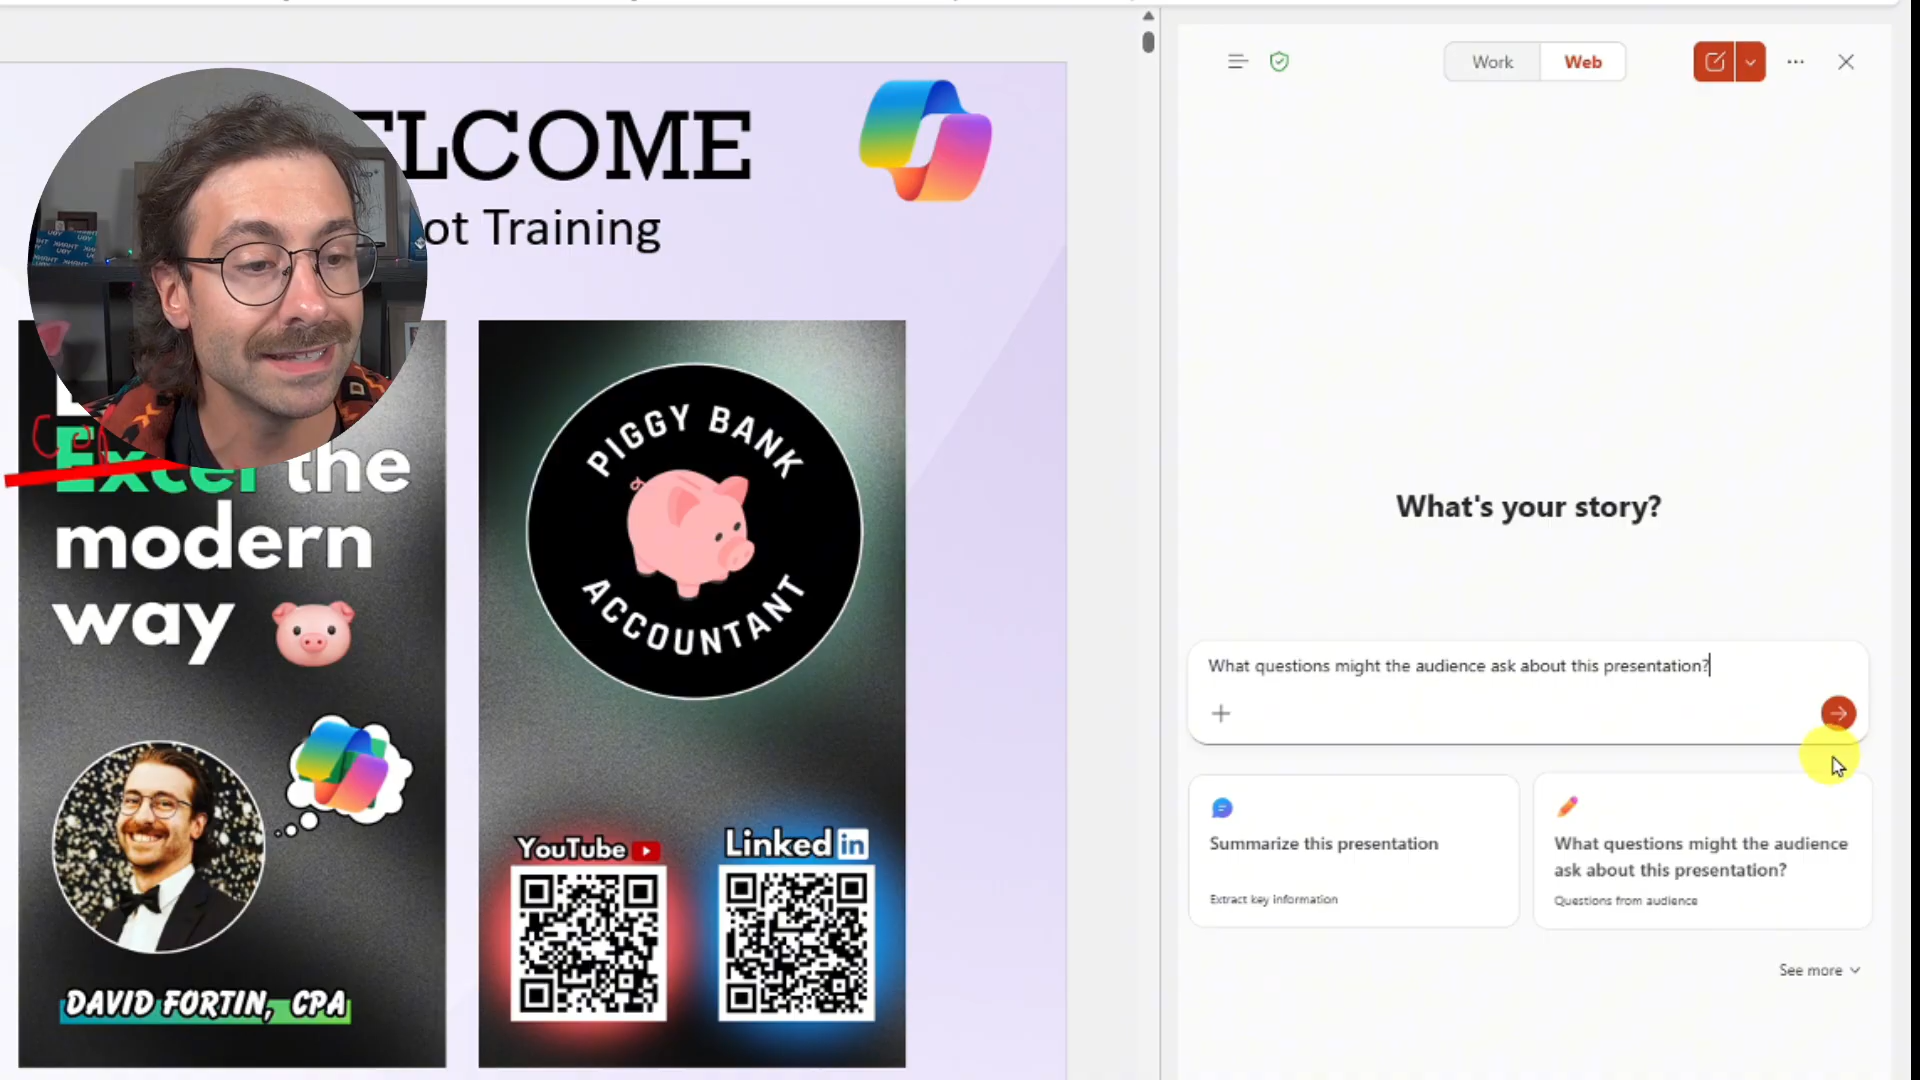 ELCOME
ot Training
Excel the
modern
way
DAVID FORTIN, CPA
PIGGY BANK
ACCOUNTANT
YouTube
Linked in
Work
Web
What's your story?
What questions might the audience ask about this presentation?
Summarize this presentation
Extract key information
What questions might the audience
ask about this presentation?
Questions from audience
See more